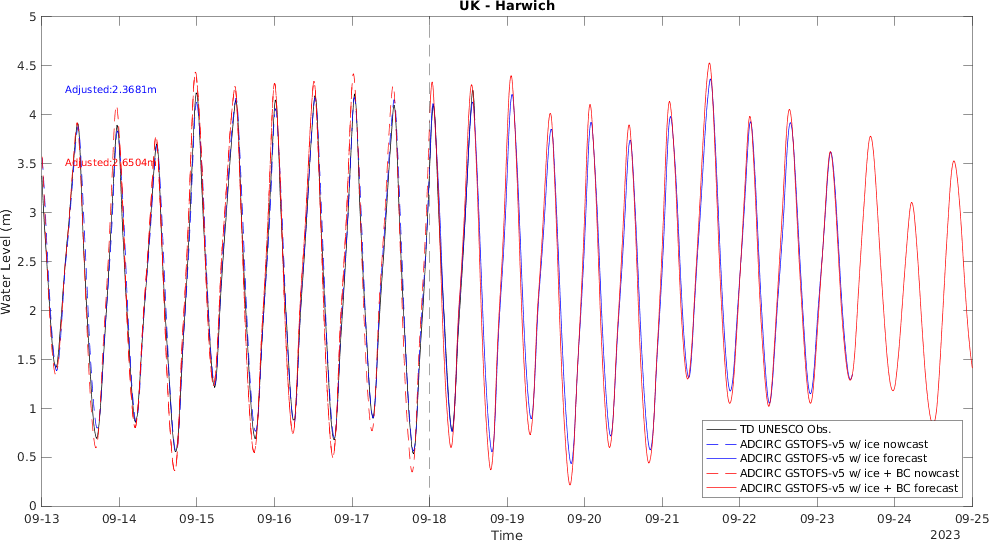 UK - Harwich
5
4.5
4
3.5
3
2.5
2
1.5
1
0.5
0
Water Level (m)
Adjusted:2.3681m
Adjusted:2.6504m
TD UNESCO Obs.
ADCIRC GSTOFS-v5 w/ ice nowcast
ADCIRC GSTOFS-v5 w/ ice forecast
ADCIRC GSTOFS-v5 w/ ice + BC nowcast
ADCIRC GSTOFS-v5 w/ ice + BC forecast
09-13 09-14 09-15 09-16 09-17 09-18 09-19 09-20 09-21 09-22 09-23 09-24 09-25
Time
2023